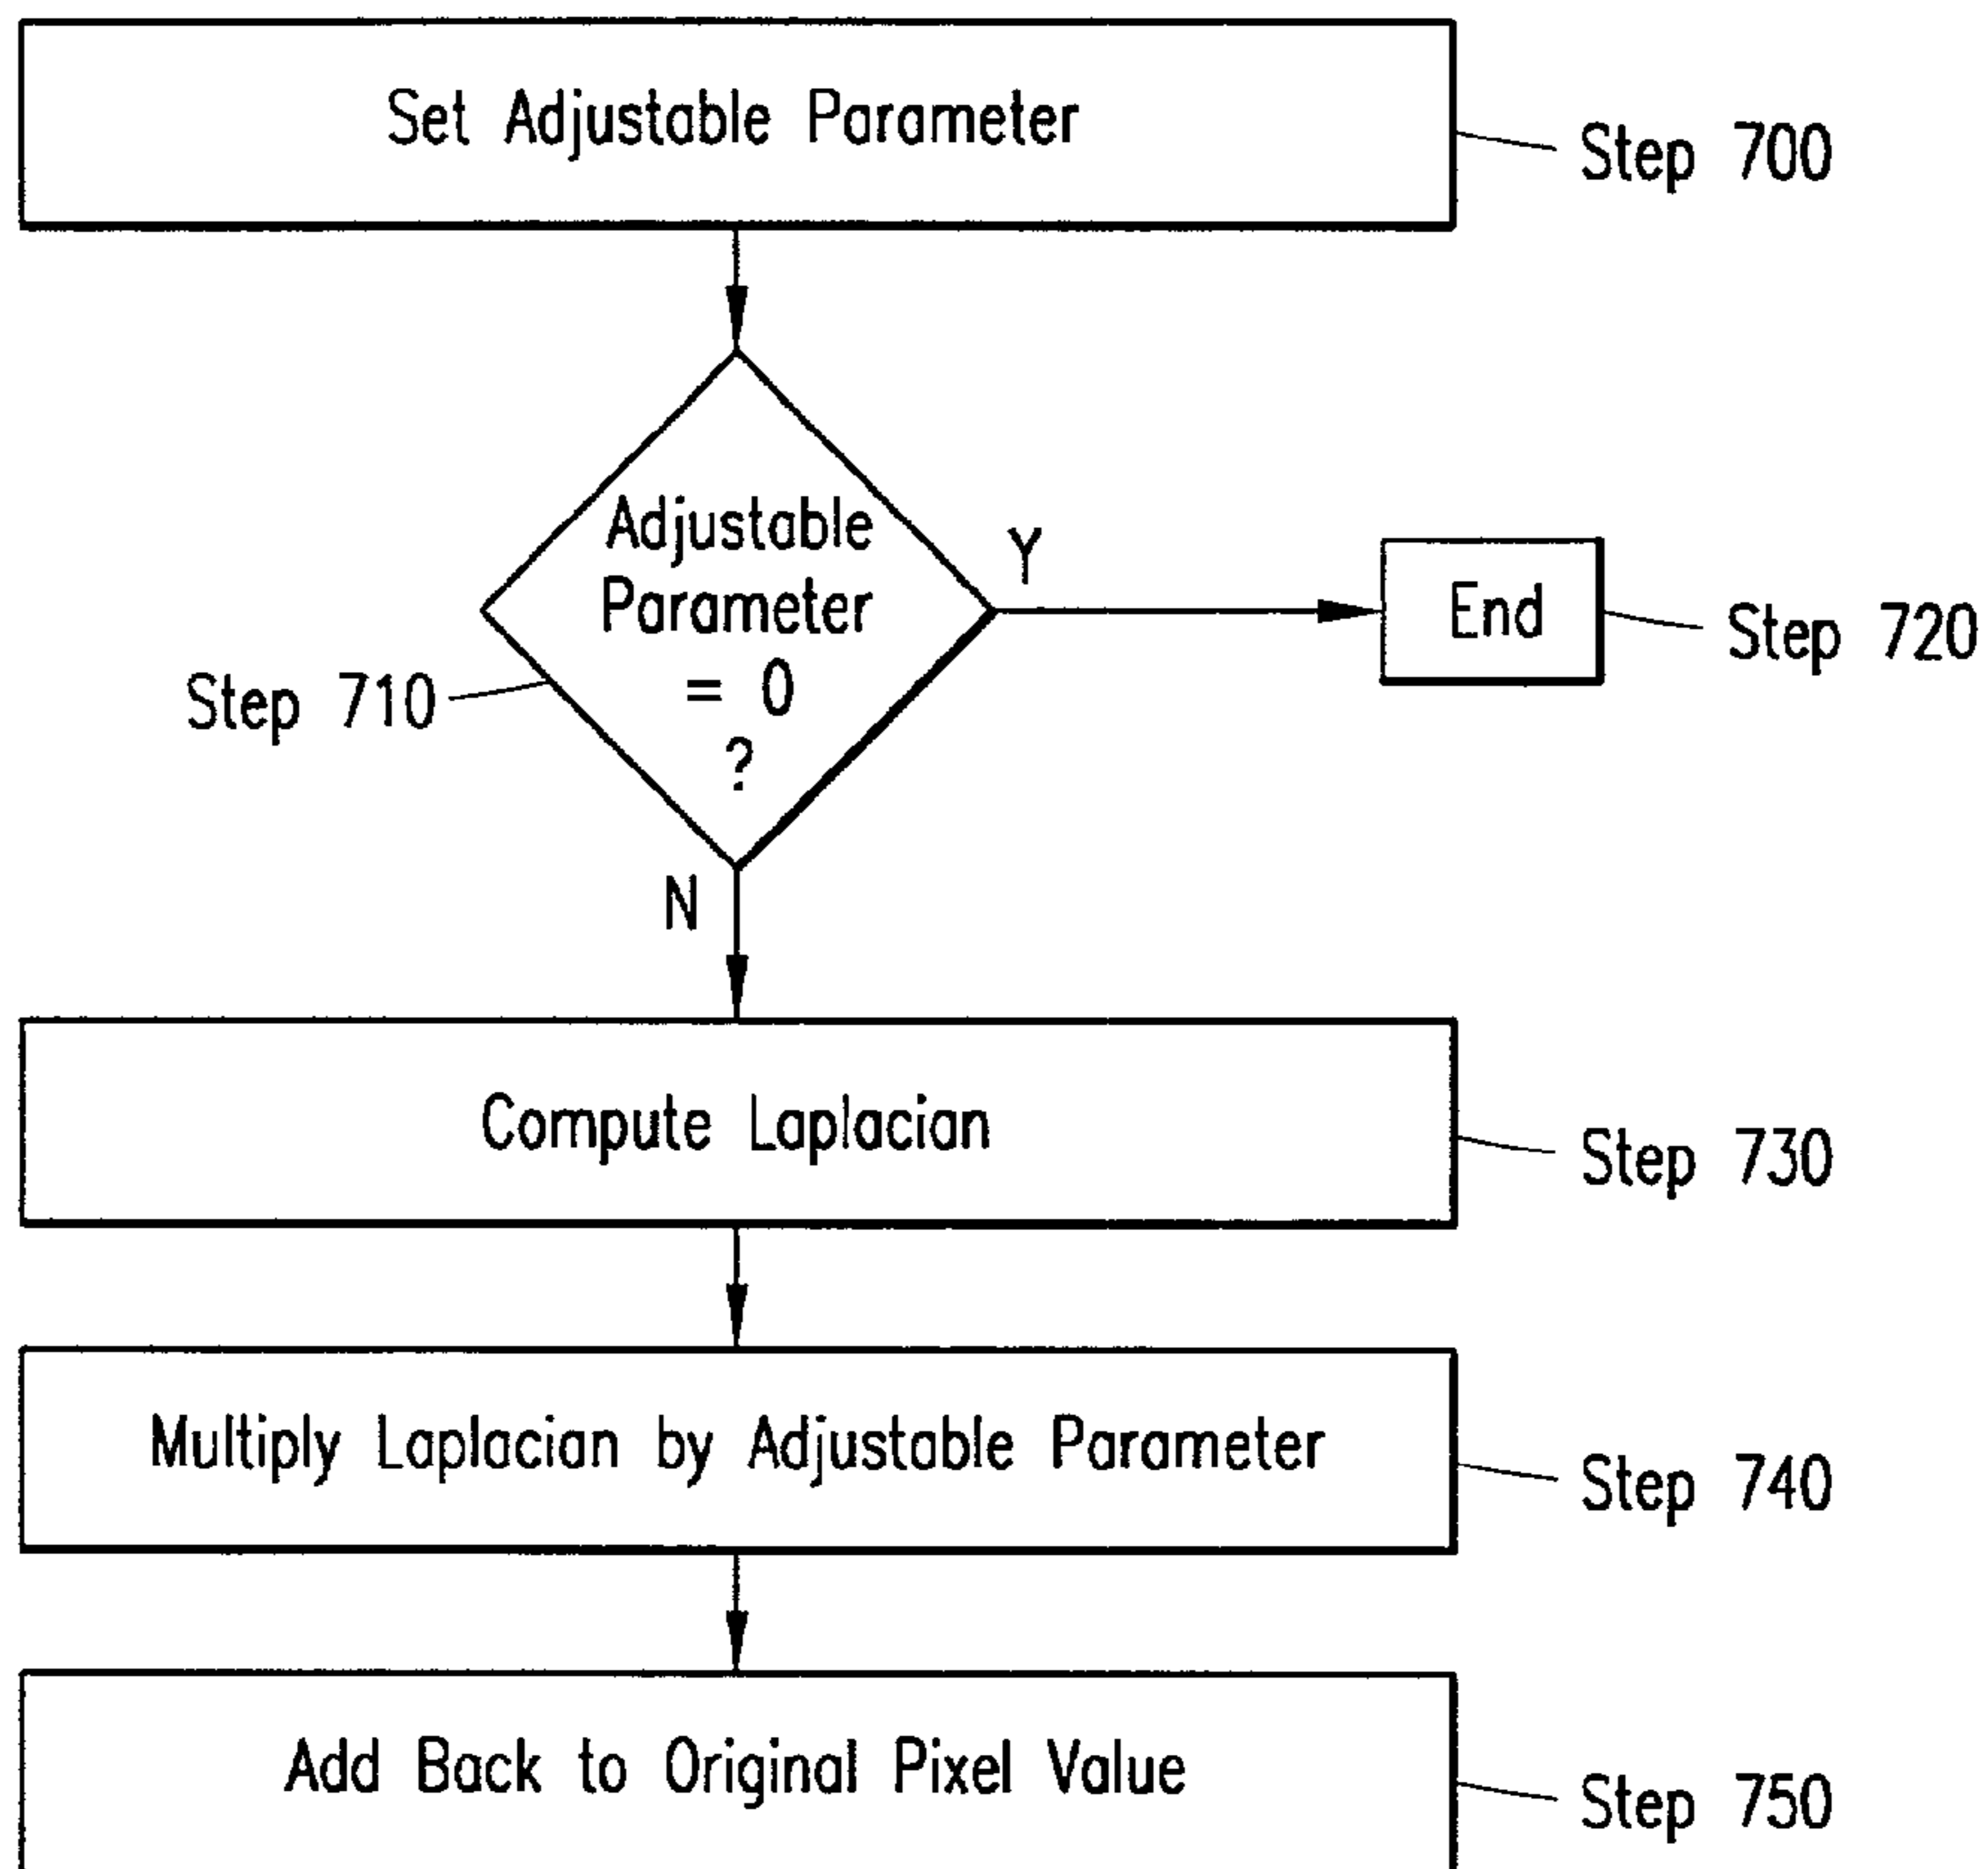 Set Adjustable Parameter
Step 700
Adjustable
Parameter
= 0
?
Y
End
Step 720
Step 710
N
Compute Laplacian
Step 730
Multiply Laplacian by Adjustable Parameter
Step 740
Add Back to Original Pixel Value
Step 750